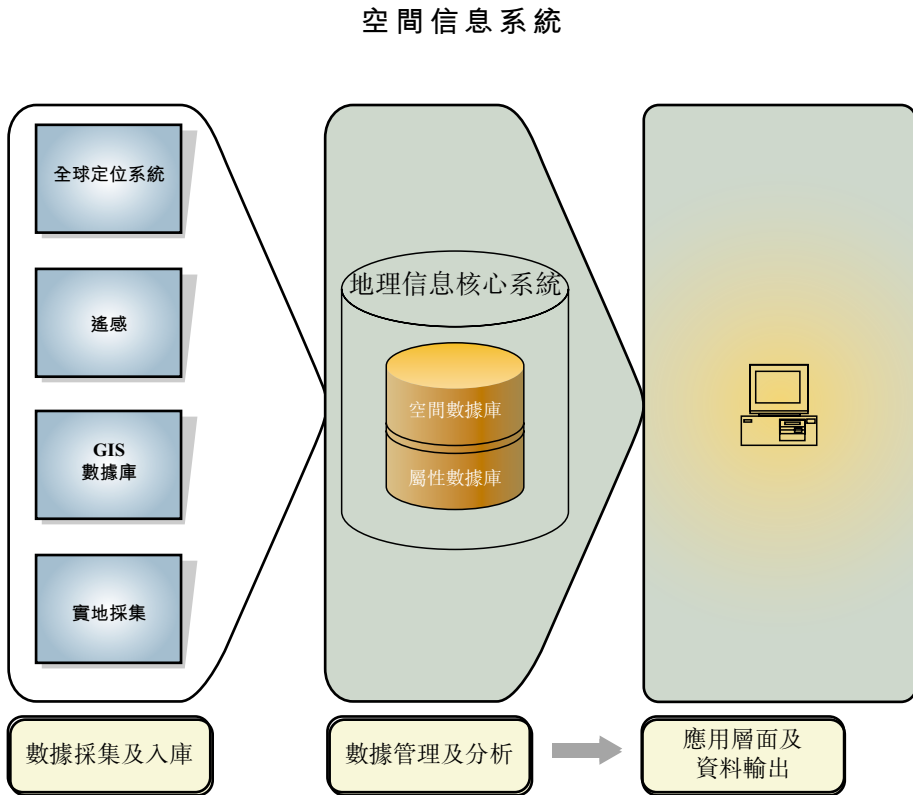 空間信息系統
全球定位系統
遙感
GIS
數據庫
實地採集
地理信息核心系統
空間數據庫
屬性數據庫
數據採集及入庫
數據管理及分析
應用層面及
資料輸出